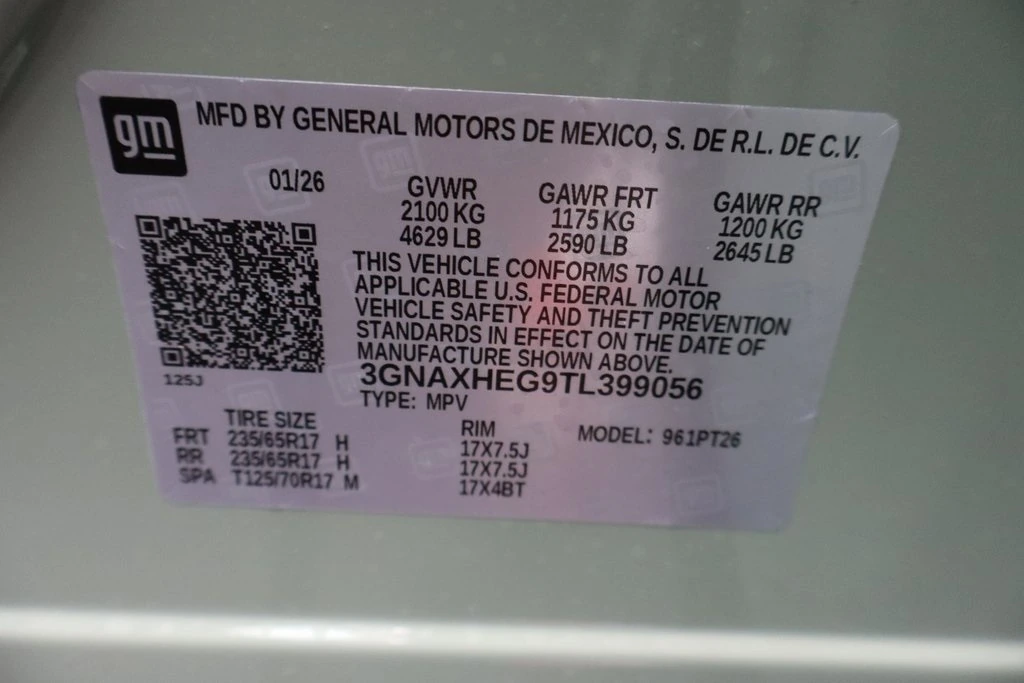 gm
MFD BY GENERAL MOTORS DE MEXICO, S. DE R.L. DE C.V.
01/26 GVWR GAWR FRT GAWR RR
2100 KG 1175 KG 1200 KG
4629 LB 2590 LB 2645 LB
THIS VEHICLE CONFORMS TO ALL
APPLICABLE U.S. FEDERAL MOTOR
VEHICLE SAFETY AND THEFT PREVENTION
STANDARDS IN EFFECT ON THE DATE OF
MANUFACTURE SHOWN ABOVE.
125J
3GNAXHEG9TL399056
TYPE: MPV
TIRE SIZE RIM MODEL: 961PT26
FRT 235/65R17 H 17X7.5J
RR 235/65R17 H 17X7.5J
SPA T125/70R17 M 17X4BT